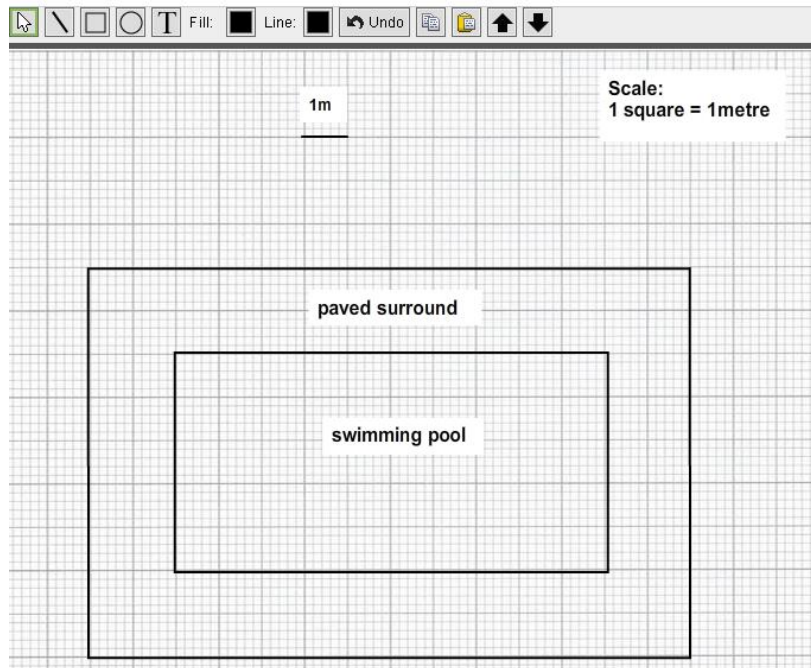 T Fill: Line: Undo
1m
Scale:
1 square = 1metre
paved surround
swimming pool